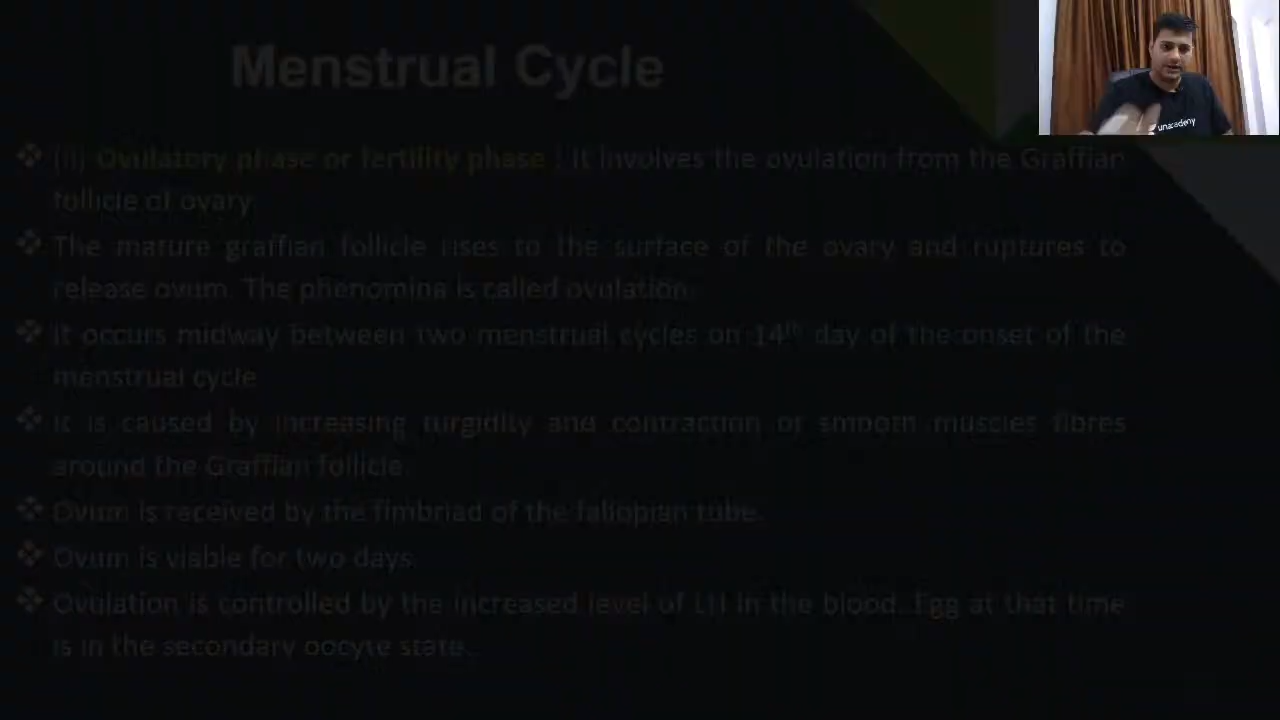 Menstrual Cycle
(ii) Ovulatory phase or fertility phase : It involves the ovulation from the Graffian
follicle of ovary
The mature graffian follicle rises to the surface of the ovary and ruptures to
release ovum. The phenomina is called ovulation.
It occurs midway between two menstrual cycles on 14th day of the onset of the
menstrual cycle
It is caused by increasing turgidity and contraction of smooth muscles fibres
around the Graffian follicle
Ovum is received by the fimbriad of the fallopian tube.
Ovum is viable for two days.
Ovulation is controlled by the increased level of LH in the blood. Egg at that time
is in the secondary oocyte state.
unacademy